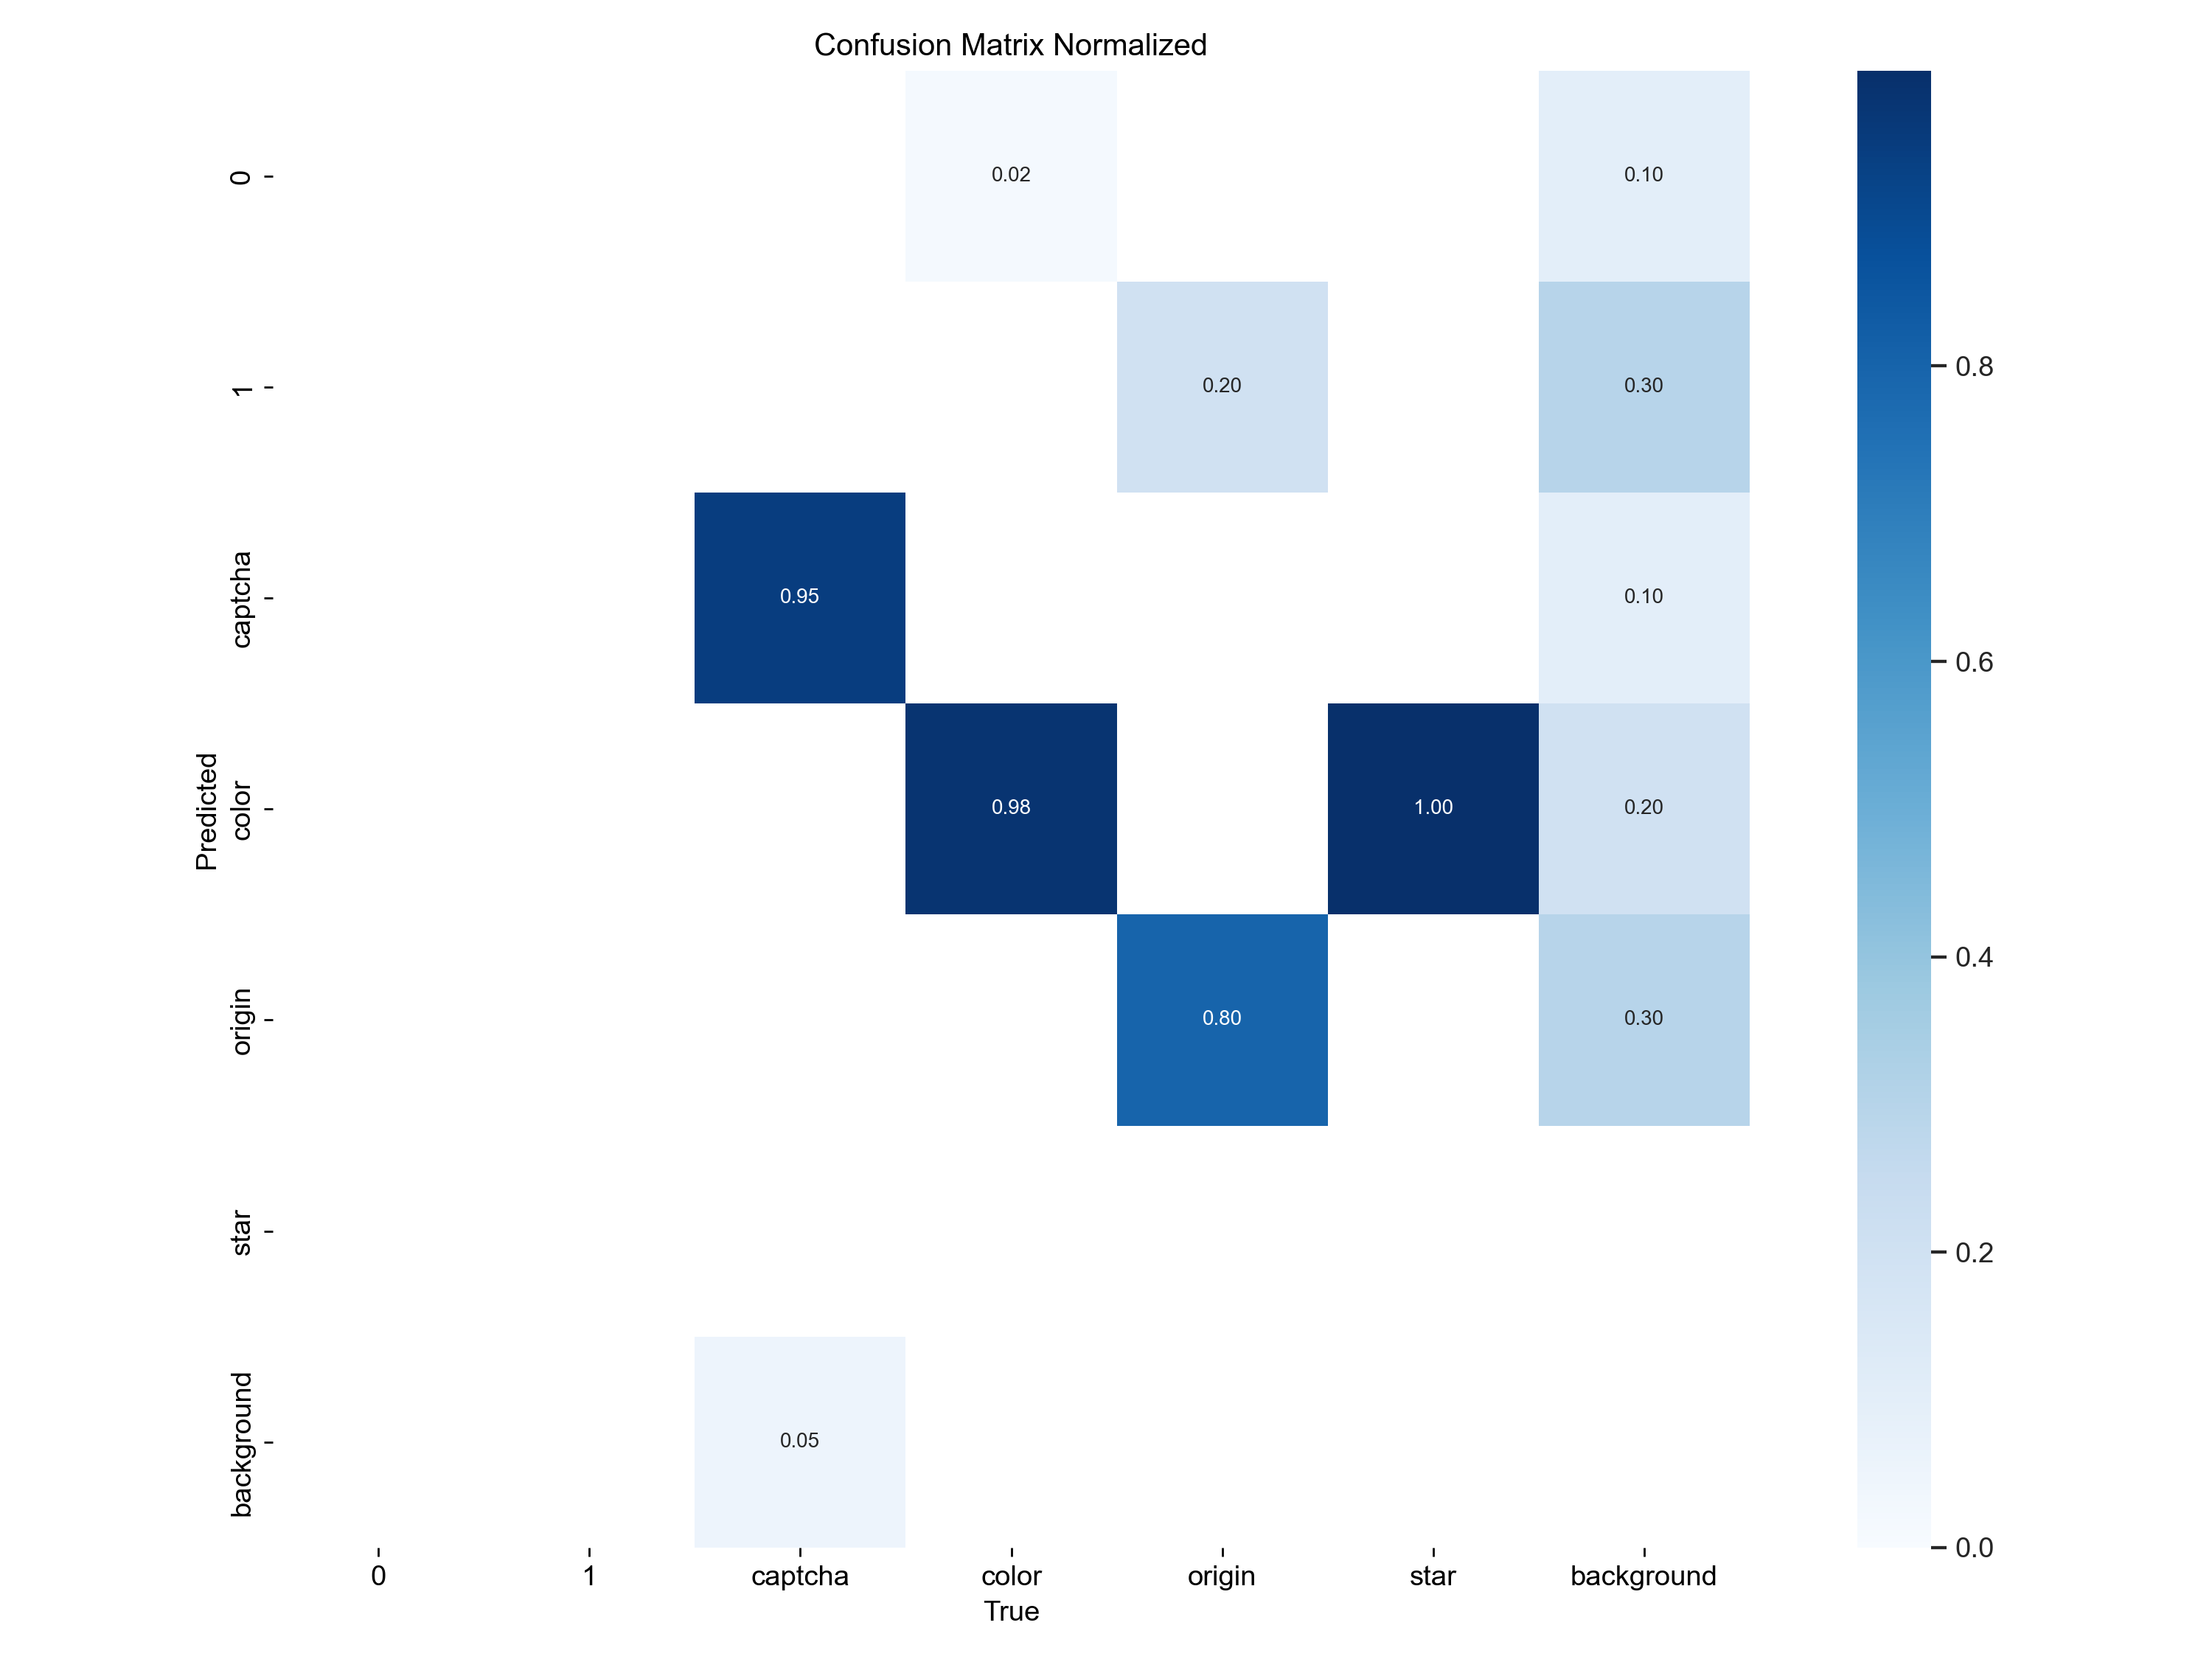 Confusion Matrix Normalized
0
0.02
0.10
1
0.20
0.30
captcha
0.95
0.10
color
0.98
1.00
0.20
origin
0.80
0.30
star
background
0.05
Predicted
0 1 captcha color origin star background
True
0.8
0.6
0.4
0.2
0.0